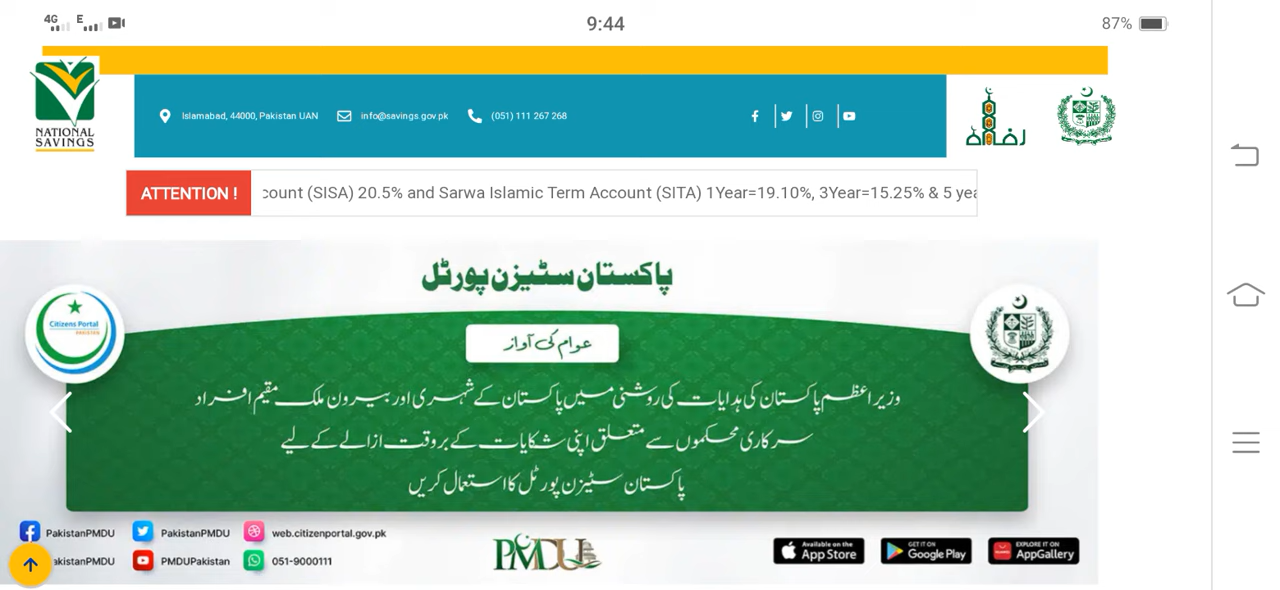 4G E 9:44 87%
NATIONAL
SAVINGS
Islamabad, 44000, Pakistan UAN info@savings.gov.pk (051) 111 267 268
ATTENTION ! count (SISA) 20.5% and Sarwa Islamic Term Account (SITA) 1Year=19.10%, 3Year=15.25% & 5 yea
پاکستان سٹیزن پورٹل
Citizens Portal
PAKISTAN
عوام کی آواز
وزیر اعظم پاکستان کی ہدایات کی روشنی میں پاکستان کے شہری اور بیرون ملک مقیم افراد
سرکاری محکموں سے متعلق اپنی شکایات کے بروقت ازالے کے لیے
پاکستان سٹیزن پورٹل کا استعمال کریں
PakistanPMDU PakistanPMDU web.citizenportal.gov.pk
akistanPMDU PMDUPakistan 051-9000111
PMDU
Available on the
App Store
GET IT ON
Google Play
EXPLORE IT ON
AppGallery